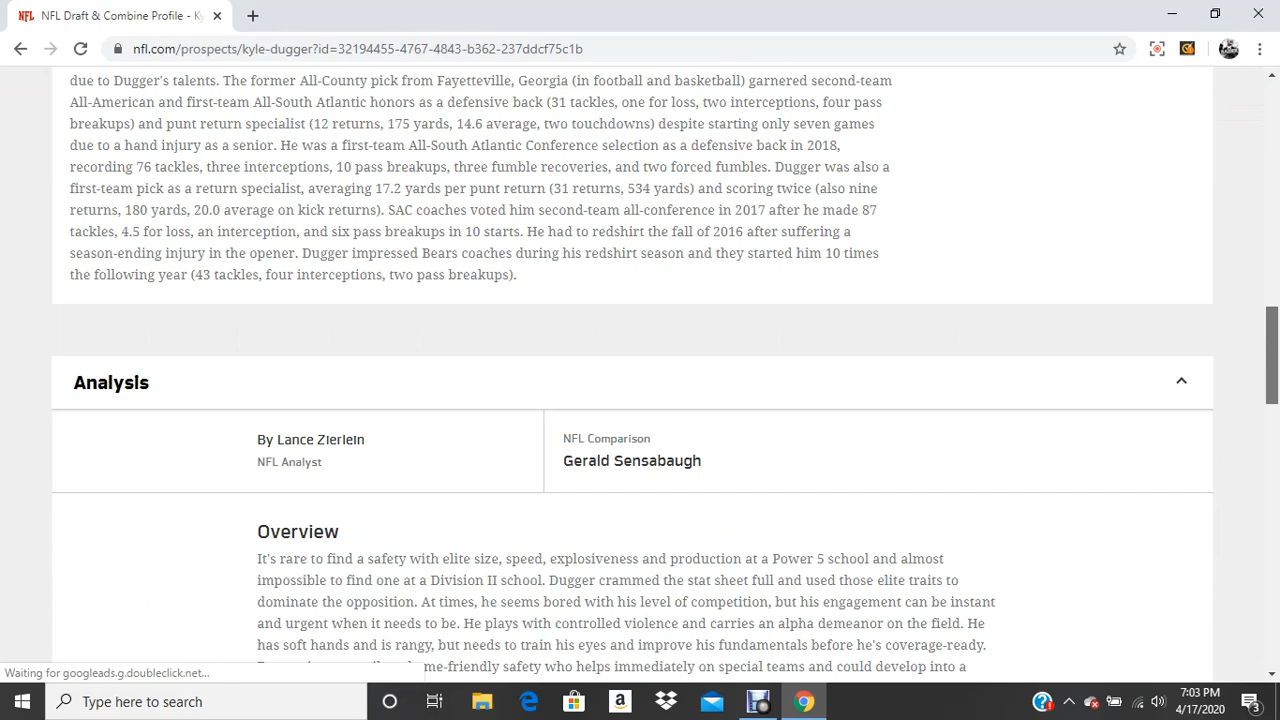 NFL NFL Draft & Combine Profile - Ky
nfl.com/prospects/kyle-dugger?id=32194455-4767-4843-b362-237ddcf75c1b
due to Dugger's talents. The former All-County pick from Fayetteville, Georgia (in football and basketball) garnered second-team
All-American and first-team All-South Atlantic honors as a defensive back (31 tackles, one for loss, two interceptions, four pass
breakups) and punt return specialist (12 returns, 175 yards, 14.6 average, two touchdowns) despite starting only seven games
due to a hand injury as a senior. He was a first-team All-South Atlantic Conference selection as a defensive back in 2018,
recording 76 tackles, three interceptions, 10 pass breakups, three fumble recoveries, and two forced fumbles. Dugger was also a
first-team pick as a return specialist, averaging 17.2 yards per punt return (31 returns, 534 yards) and scoring twice (also nine
returns, 180 yards, 20.0 average on kick returns). SAC coaches voted him second-team all-conference in 2017 after he made 87
tackles, 4.5 for loss, an interception, and six pass breakups in 10 starts. He had to redshirt the fall of 2016 after suffering a
season-ending injury in the opener. Dugger impressed Bears coaches during his redshirt season and they started him 10 times
the following year (43 tackles, four interceptions, two pass breakups).
Analysis
By Lance Zierlein
NFL Analyst
NFL Comparison
Gerald Sensabaugh
Overview
It's rare to find a safety with elite size, speed, explosiveness and production at a Power 5 school and almost
impossible to find one at a Division II school. Dugger crammed the stat sheet full and used those elite traits to
dominate the opposition. At times, he seems bored with his level of competition, but his engagement can be instant
and urgent when it needs to be. He plays with controlled violence and carries an alpha demeanor on the field. He
has soft hands and is rangy, but needs to train his eyes and improve his fundamentals before he's coverage-ready.
me-friendly safety who helps immediately on special teams and could develop into a
Waiting for googleads.g.doubleclick.net...
Type here to search
7:03 PM
4/17/2020
3